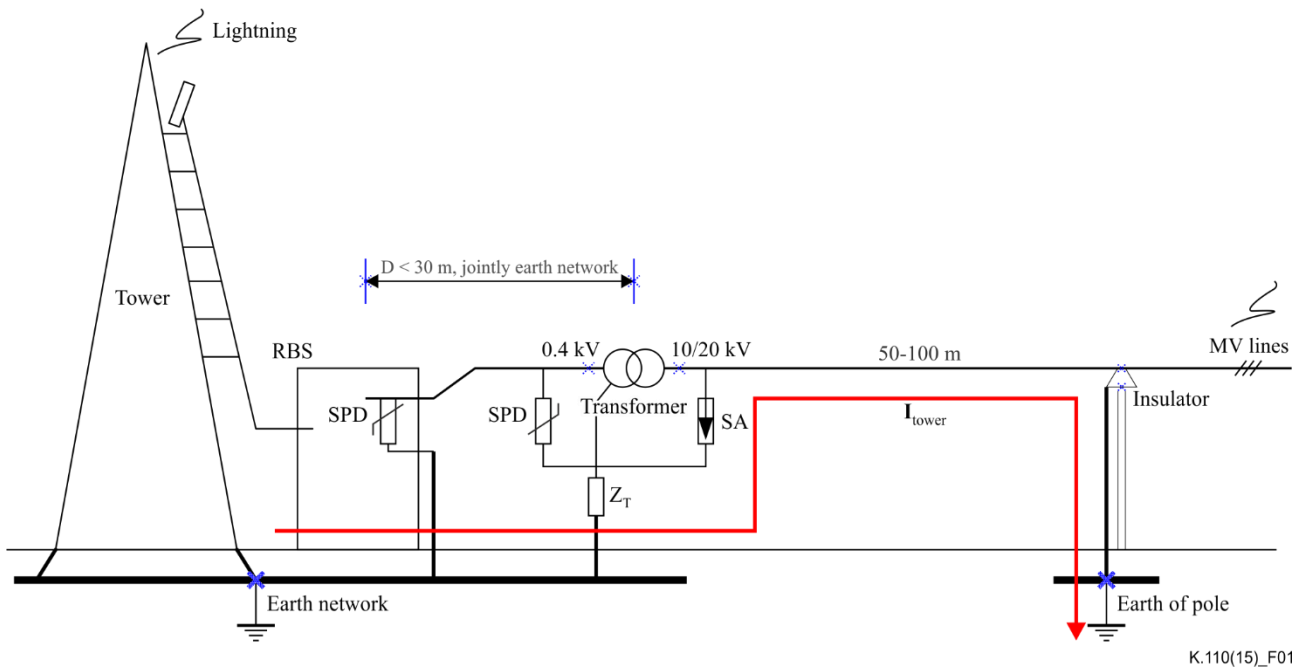 Lightning
D < 30 m, jointly earth network
Tower
RBS
0.4 kV
10/20 kV
50-100 m
MV lines
SPD
SPD
Transformer
SA
I_tower
Insulator
Z_T
Earth network
Earth of pole
K.110(15)_F01